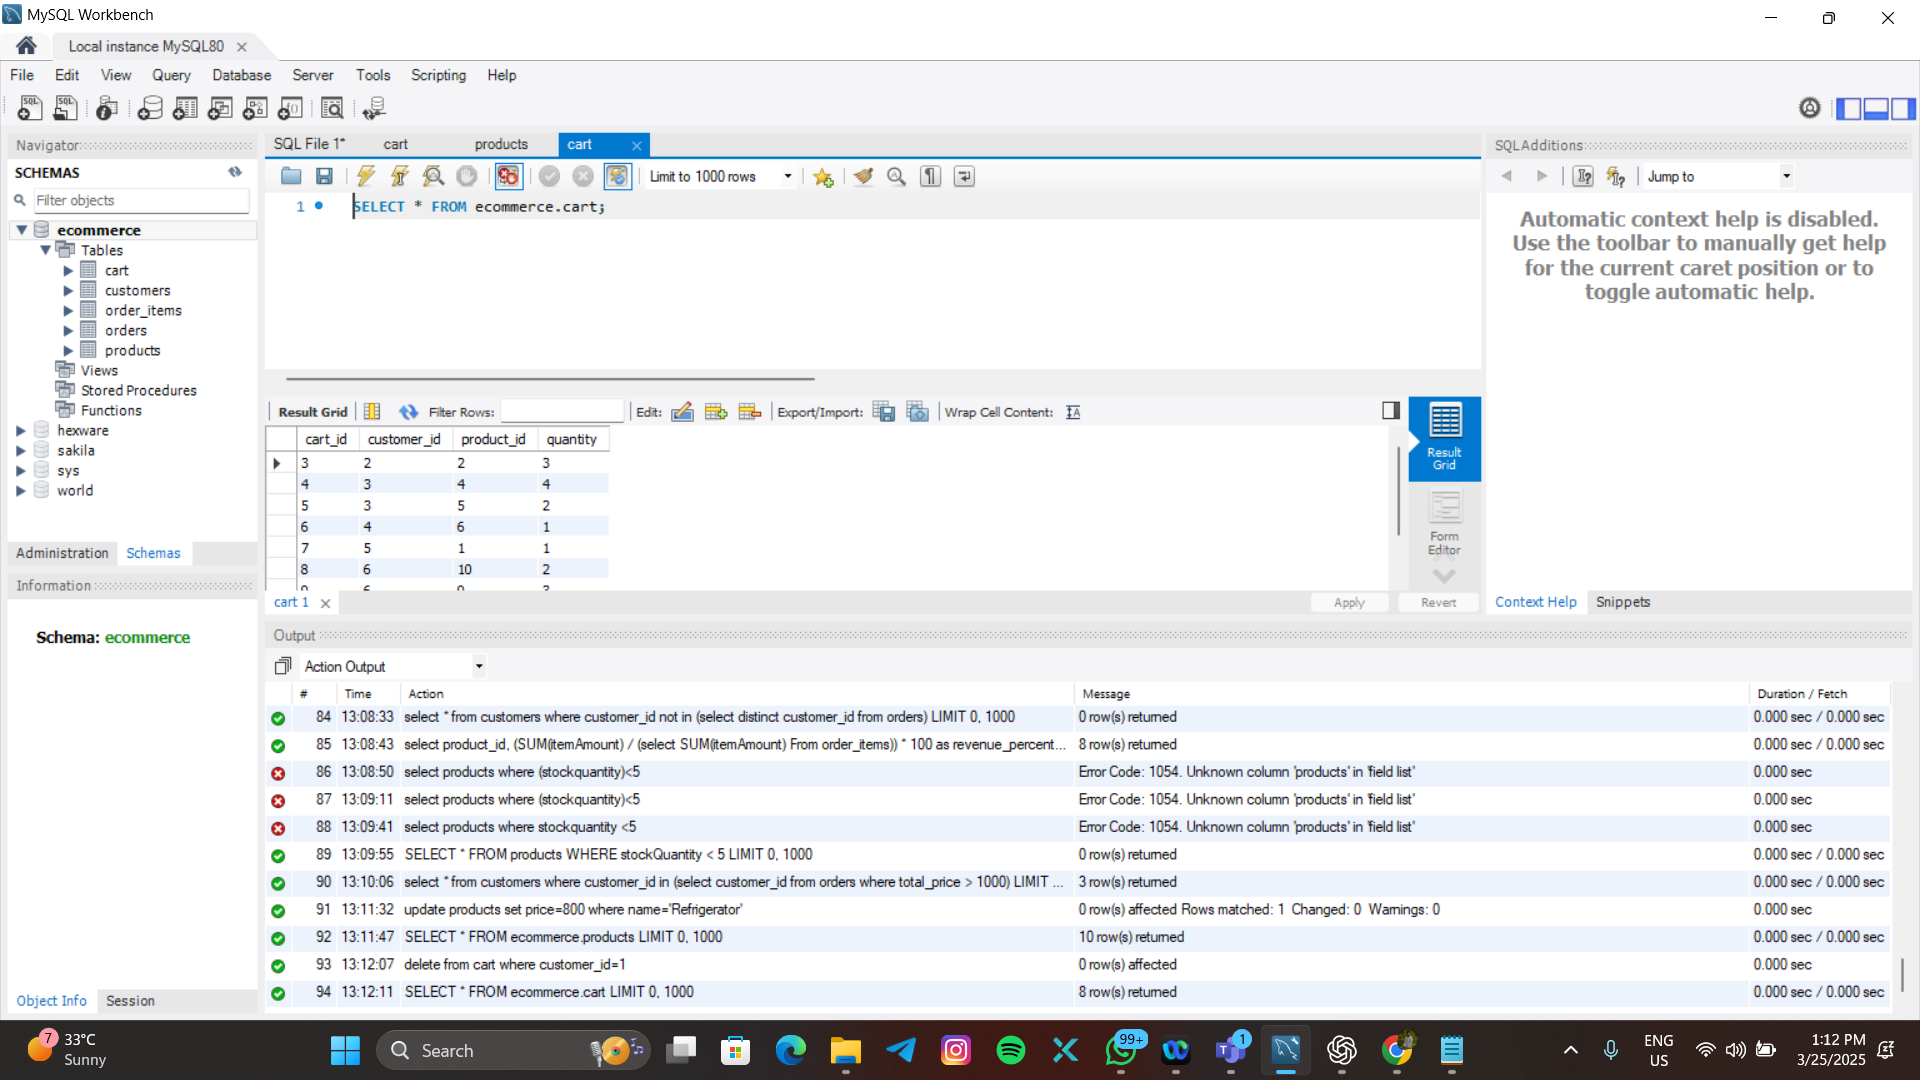 MySQL Workbench
Local instance MySQL80
File Edit View Query Database Server Tools Scripting Help
Navigator
SCHEMAS
Filter objects
ecommerce
Tables
cart
customers
order_items
orders
products
Views
Stored Procedures
Functions
hexware
sakila
sys
world
Administration Schemas
Information
Schema: ecommerce
Object Info Session
SQL File 1* cart products cart
Limit to 1000 rows
1 SELECT * FROM ecommerce.cart;
Result Grid Filter Rows: Edit: Export/Import: Wrap Cell Content:
cart_id customer_id product_id quantity
3 2 2 3
4 3 4 4
5 3 5 2
6 4 6 1
7 5 1 1
8 6 10 2
Result Grid
Form Editor
cart 1
Apply Revert
SQLAdditions
Jump to
Automatic context help is disabled.
Use the toolbar to manually get help
for the current caret position or to
toggle automatic help.
Context Help Snippets
Output
Action Output
# Time Action Message Duration / Fetch
84 13:08:33 select * from customers where customer_id not in (select distinct customer_id from orders) LIMIT 0, 1000 0 row(s) returned 0.000 sec / 0.000 sec
85 13:08:43 select product_id, (SUM(itemAmount) / (select SUM(itemAmount) From order_items)) * 100 as revenue_percent... 8 row(s) returned 0.000 sec / 0.000 sec
86 13:08:50 select products where (stockquantity)<5 Error Code: 1054. Unknown column 'products' in 'field list' 0.000 sec
87 13:09:11 select products where (stockquantity)<5 Error Code: 1054. Unknown column 'products' in 'field list' 0.000 sec
88 13:09:41 select products where stockquantity <5 Error Code: 1054. Unknown column 'products' in 'field list' 0.000 sec
89 13:09:55 SELECT * FROM products WHERE stockQuantity < 5 LIMIT 0, 1000 0 row(s) returned 0.000 sec / 0.000 sec
90 13:10:06 select * from customers where customer_id in (select customer_id from orders where total_price > 1000) LIMIT ... 3 row(s) returned 0.000 sec / 0.000 sec
91 13:11:32 update products set price=800 where name='Refrigerator' 0 row(s) affected Rows matched: 1 Changed: 0 Warnings: 0 0.000 sec
92 13:11:47 SELECT * FROM ecommerce.products LIMIT 0, 1000 10 row(s) returned 0.000 sec / 0.000 sec
93 13:12:07 delete from cart where customer_id=1 0 row(s) affected 0.000 sec
94 13:12:11 SELECT * FROM ecommerce.cart LIMIT 0, 1000 8 row(s) returned 0.000 sec / 0.000 sec
7 33°C
Sunny
Search
99+
1
ENG
US
1:12 PM
3/25/2025